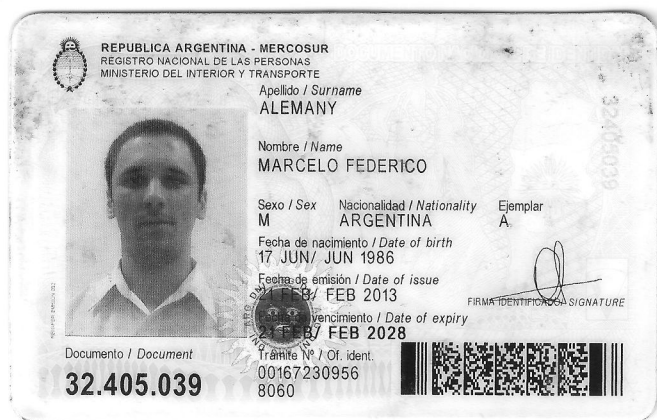 REPUBLICA ARGENTINA - MERCOSUR
REGISTRO NACIONAL DE LAS PERSONAS
MINISTERIO DEL INTERIOR Y TRANSPORTE
Apellido / Surname
ALEMANY
Nombre / Name
MARCELO FEDERICO
Sexo / Sex Nacionalidad / Nationality Ejemplar
M ARGENTINA A
Fecha de nacimiento / Date of birth
17 JUN/ JUN 1986
Fecha de emisión / Date of issue
FEB/ FEB 2013
FIRMA IDENTIFICADO/ SIGNATURE
vencimiento / Date of expiry
21 FEB/ FEB 2028
Documento / Document
32.405.039
Trámite N° / Of. ident.
00167230956
8060
32405039